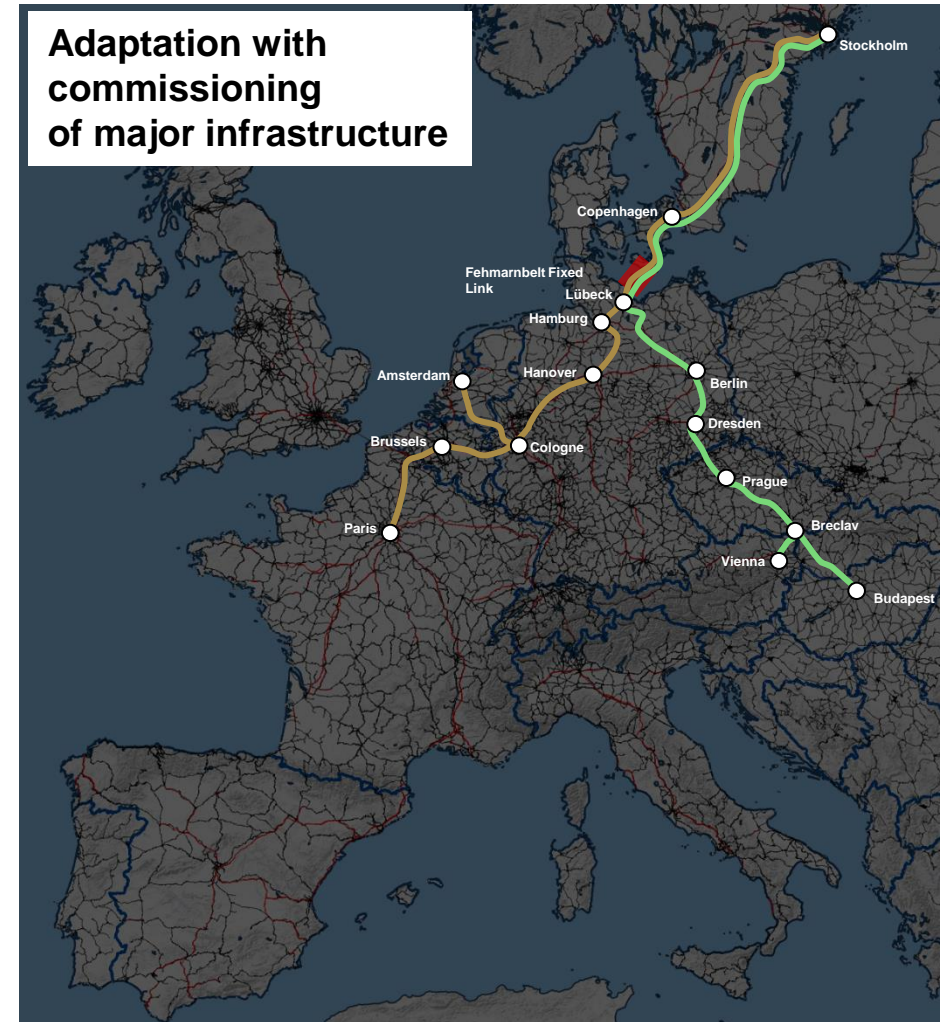 Adaptation with
commissioning
of major infrastructure
Stockholm
Copenhagen
Fehmarnbelt Fixed
Link
Lübeck
Hamburg
Hanover
Amsterdam
Berlin
Dresden
Brussels
Cologne
Prague
Breclav
Paris
Vienna
Budapest